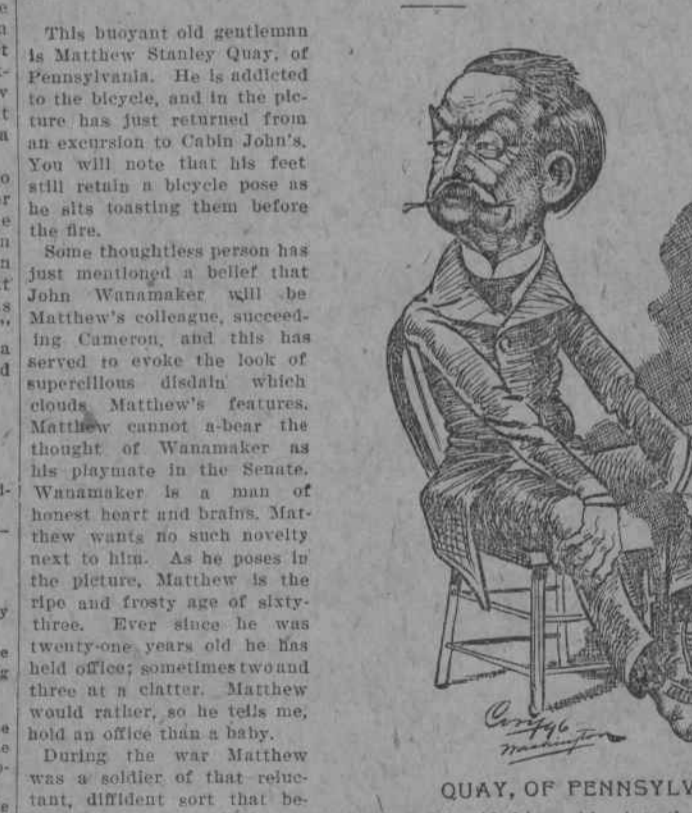 This buoyant old gentleman
is Matthew Stanley Quay, of
Pennsylvania. He is addicted
to the bicycle, and in the pic-
ture has just returned from
an excursion to Cabin John's.
You will note that his feet
still retain a bicycle pose as
he sits toasting them before
the fire.
Some thoughtless person has
just mentioned a belief that
John Wanamaker will be
Matthew's colleague, succeed-
ing Cameron, and this has
served to evoke the look of
supercilious disdain which
clouds Matthew's features.
Matthew cannot a-bear the
thought of Wanamaker as
his playmate in the Senate.
Wanamaker is a man of
honest heart and brains. Mat-
thew wants no such novelty
next to him. As he poses in
the picture, Matthew is the
ripe and frosty age of sixty-
three. Ever since he was
twenty-one years old he has
held office; sometimes two and
three at a clatter. Matthew
would rather, so he tells me,
hold an office than a baby.
During the war Matthew
was a soldier of that reluc-
tant, diffident sort that be-
Washington
QUAY, OF PENNSYLV